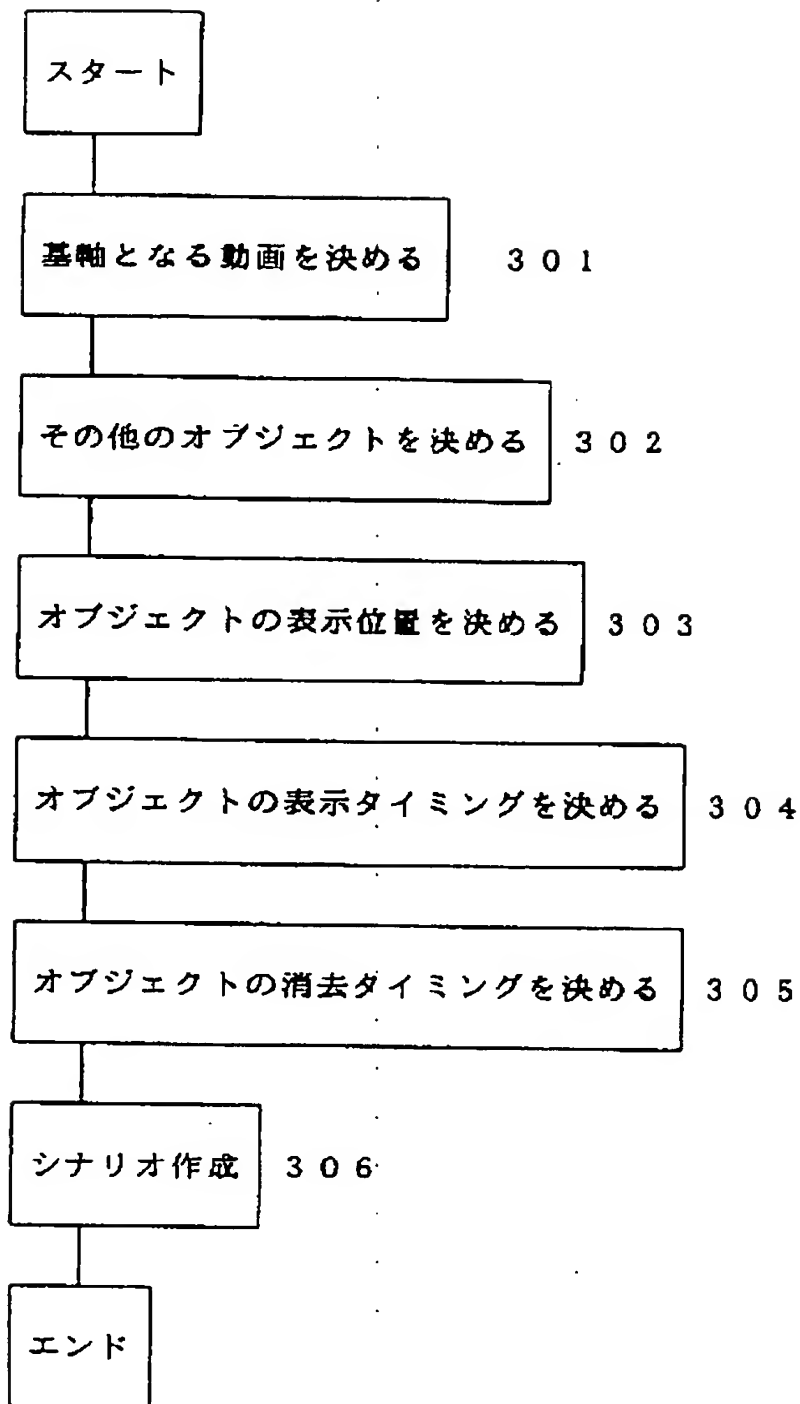 スタート
基軸となる動画を決める 301
その他のオブジェクトを決める 302
オブジェクトの表示位置を決める 303
オブジェクトの表示タイミングを決める 304
オブジェクトの消去タイミングを決める 305
シナリオ作成 306
エンド